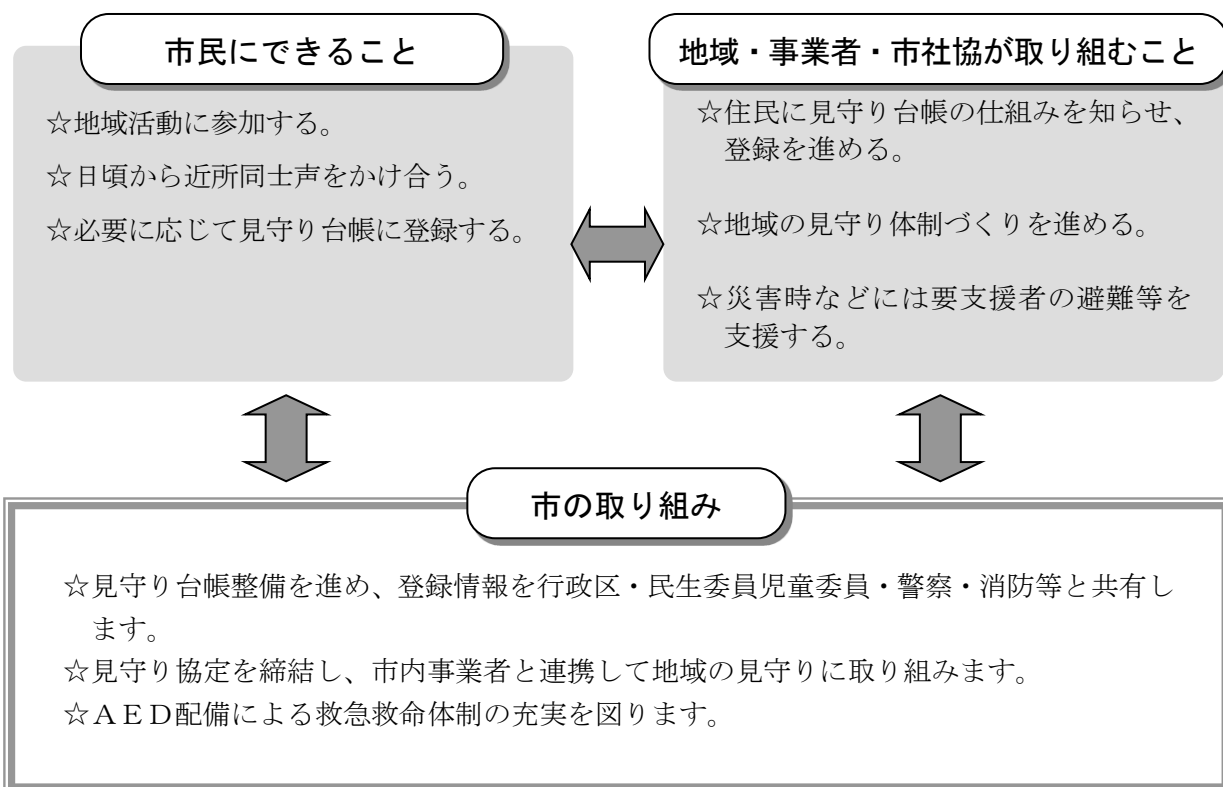 市民にできること
☆地域活動に参加する。
☆日頃から近所同士声をかけ合う。
☆必要に応じて見守り台帳に登録する。
地域・事業者・市社協が取り組むこと
☆住民に見守り台帳の仕組みを知らせ、
登録を進める。
☆地域の見守り体制づくりを進める。
☆災害時などには要支援者の避難等を
支援する。
市の取り組み
☆見守り台帳整備を進め、登録情報を行政区・民生委員児童委員・警察・消防等と共有し
ます。
☆見守り協定を締結し、市内事業者と連携して地域の見守りに取り組みます。
☆ＡＥＤ配備による救急救命体制の充実を図ります。